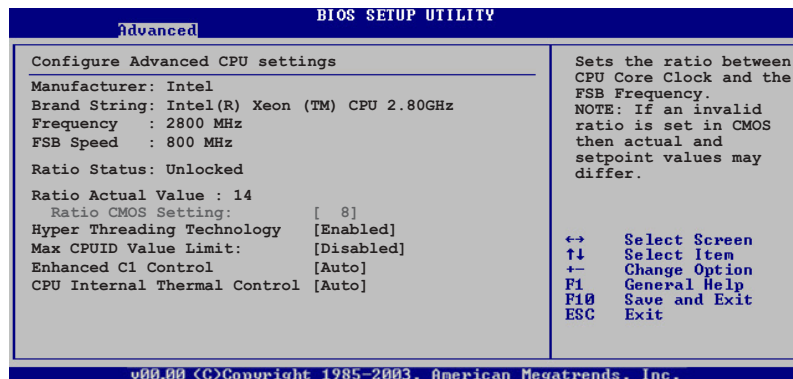 BIOS SETUP UTILITY
Advanced
Configure Advanced CPU settings
Manufacturer: Intel
Brand String: Intel(R) Xeon (TM) CPU 2.80GHz
Frequency : 2800 MHz
FSB Speed : 800 MHz
Ratio Status: Unlocked
Ratio Actual Value : 14
Ratio CMOS Setting: [ 8]
Hyper Threading Technology [Enabled]
Max CPUID Value Limit: [Disabled]
Enhanced C1 Control [Auto]
CPU Internal Thermal Control [Auto]
Sets the ratio between
CPU Core Clock and the
FSB Frequency.
NOTE: If an invalid
ratio is set in CMOS
then actual and
setpoint values may
differ.
←→ Select Screen
↑↓ Select Item
+- Change Option
F1 General Help
F10 Save and Exit
ESC Exit
v00.00 (C)Copyright 1985-2003, American Megatrends, Inc.